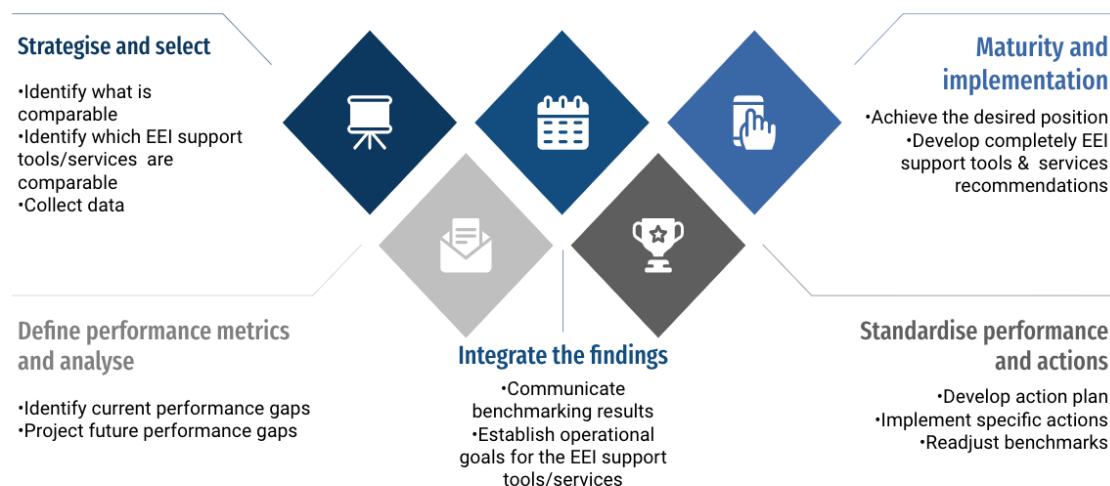 Strategise and select
•Identify what is
comparable
•Identify which EEI support
tools/services are
comparable
•Collect data
Define performance metrics
and analyse
•Identify current performance gaps
•Project future performance gaps
Integrate the findings
•Communicate
benchmarking results
•Establish operational
goals for the EEI support
tools/services
Standardise performance
and actions
•Develop action plan
•Implement specific actions
•Readjust benchmarks
Maturity and
implementation
•Achieve the desired position
•Develop completely EEI
support tools & services
recommendations